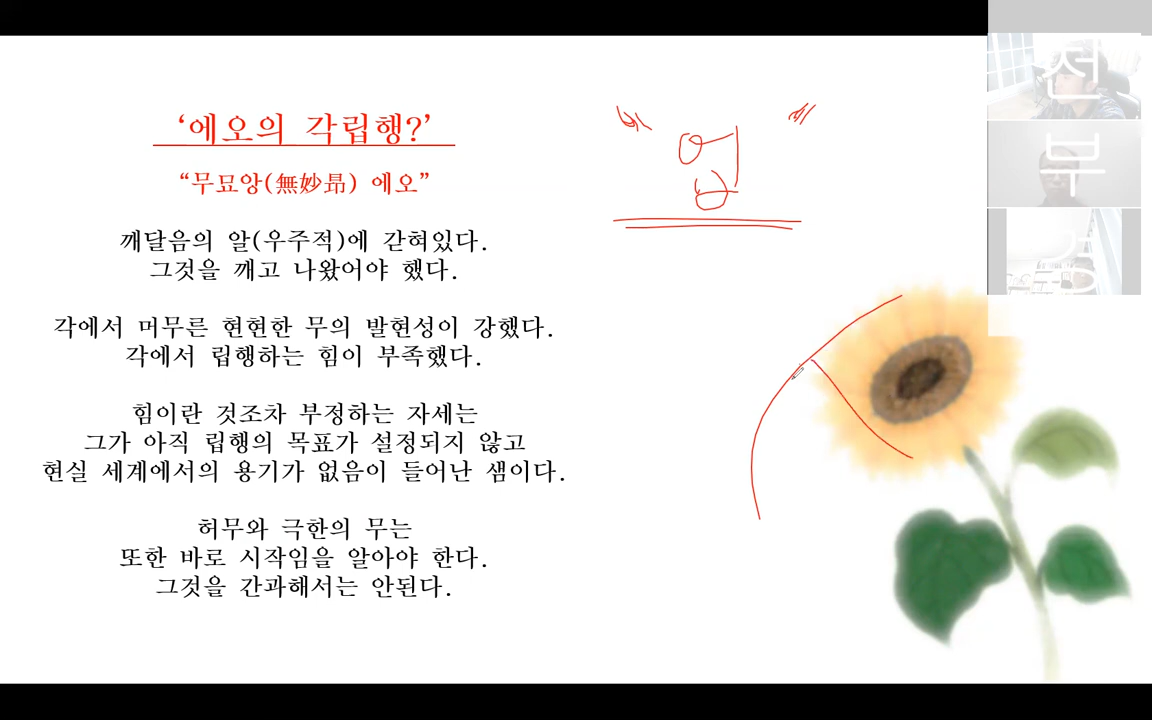 ‘에오의 각립행?’
“무묘앙(無妙昂) 에오”
깨달음의 알(우주적)에 갇혀있다.
그것을 깨고 나왔어야 했다.
각에서 머무른 현현한 무의 발현성이 강했다.
각에서 립행하는 힘이 부족했다.
힘이란 것조차 부정하는 자세는
그가 아직 립행의 목표가 설정되지 않고
현실 세계에서의 용기가 없음이 들어난 샘이다.
허무와 극한의 무는
또한 바로 시작임을 알아야 한다.
그것을 간과해서는 안된다.
천
부
경